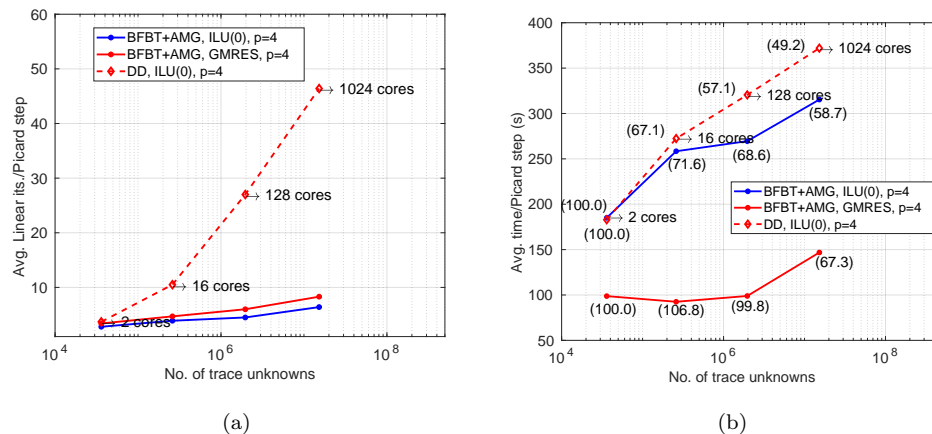 60
50
40
30
20
10
Avg. Linear its./Picard step
BFBT+AMG, ILU(0), p=4
BFBT+AMG, GMRES, p=4
DD, ILU(0), p=4
1024 cores
128 cores
16 cores
2 cores
10^4
10^6
10^8
No. of trace unknowns
(a)
400
350
300
250
200
150
100
50
Avg. time/Picard step (s)
(49.2)
1024 cores
(57.1)
128 cores
(58.7)
(67.1)
16 cores
(71.6)
(68.6)
BFBT+AMG, ILU(0), p=4
BFBT+AMG, GMRES, p=4
DD, ILU(0), p=4
(100.0)
2 cores
(100.0)
(67.3)
(100.0)
(106.8)
(99.8)
10^4
10^6
10^8
No. of trace unknowns
(b)